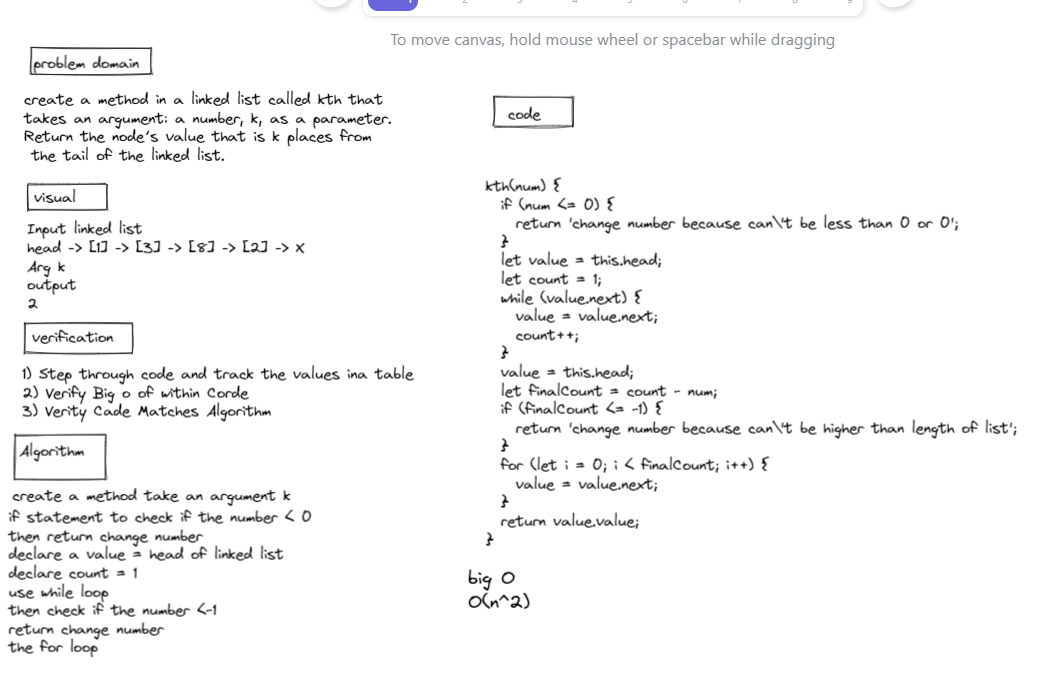 To move canvas, hold mouse wheel or spacebar while dragging
problem domain
create a method in a linked list called kth that
takes an argument: a number, k, as a parameter.
Return the node's value that is k places from
the tail of the linked list.
visual
Input linked list
head -> [1] -> [3] -> [8] -> [2] -> X
Arg k
output
2
verification
1) Step through code and track the values ina table
2) Verify Big o of within Corde
3) Verity Cade Matches Algorithm
Algorithm
create a method take an argument k
if statement to check if the number < 0
then return change number
declare a value = head of linked list
declare count = 1
use while loop
then check if the number <-1
return change number
the for loop
code
kth(num) {
if (num <= 0) {
return 'change number because can\'t be less than 0 or 0';
}
let value = this.head;
let count = 1;
while (value.next) {
value = value.next;
count++;
}
value = this.head;
let finalCount = count - num;
if (finalCount <= -1) {
return 'change number because can\'t be higher than length of list';
}
for (let i = 0; i < finalCount; i++) {
value = value.next;
}
return value.value;
}
big O
O(n^2)